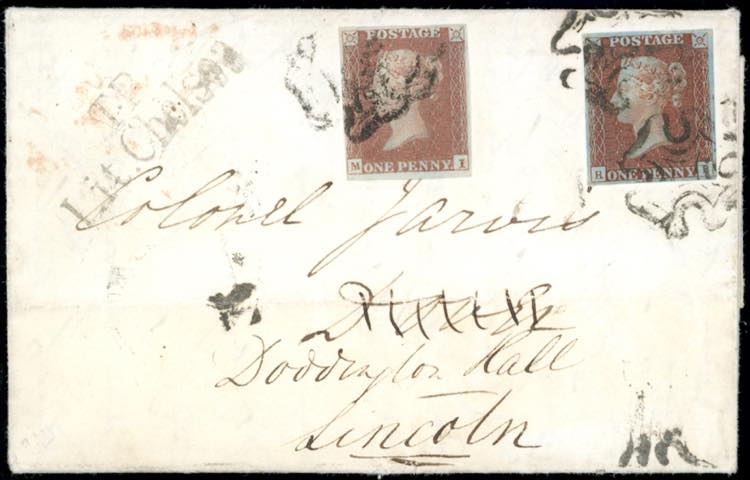 T.P
Lit Chelsea
POSTAGE
M I
ONE PENNY.
POSTAGE
ONE PENNY.
Colonel Jarvis
Doddington Hall
Lincoln